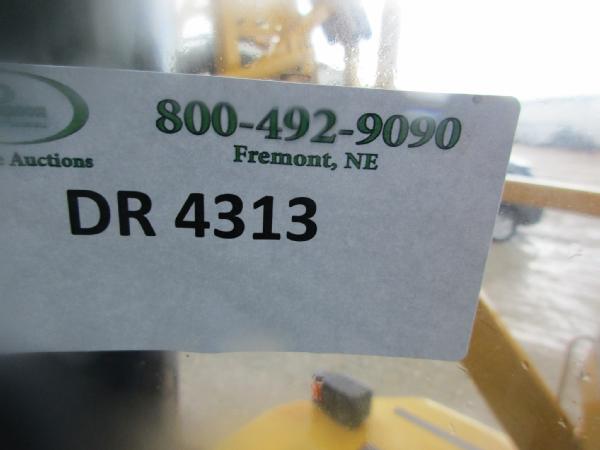 800-492-9090
Fremont, NE
Auctions
DR 4313